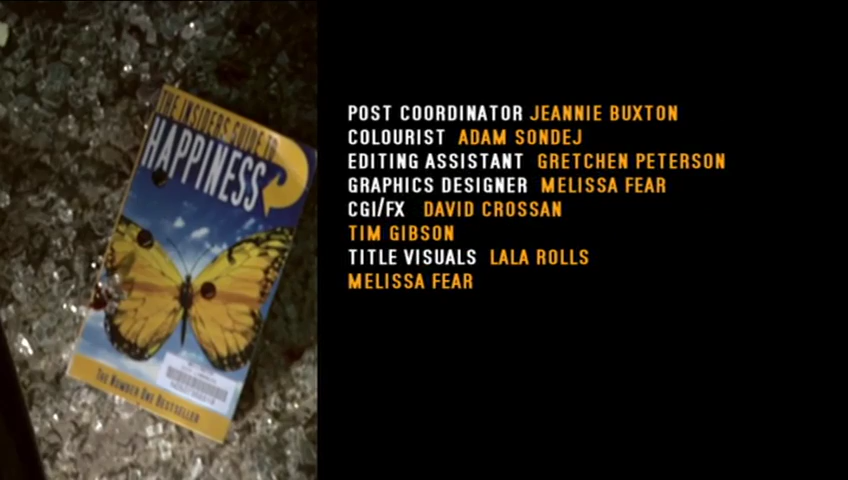 THE INSIDERS GUIDE TO
HAPPINESS
THE NUMBER ONE BESTSELLER
POST COORDINATOR JEANNIE BUXTON
COLOURIST ADAM SONDEJ
EDITING ASSISTANT GRETCHEN PETERSON
GRAPHICS DESIGNER MELISSA FEAR
CGI/FX DAVID CROSSAN
TIM GIBSON
TITLE VISUALS LALA ROLLS
MELISSA FEAR